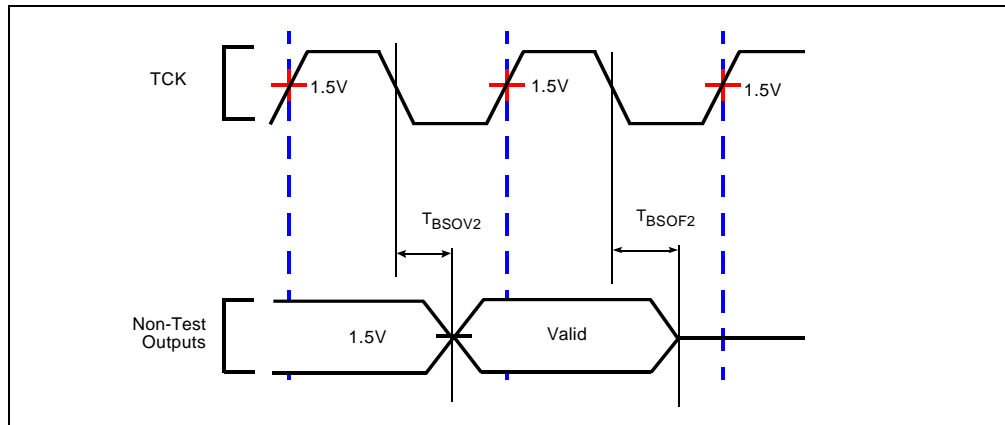 TCK
1.5V
1.5V
1.5V
TBSOV2
TBSOF2
Non-Test
Outputs
1.5V
Valid